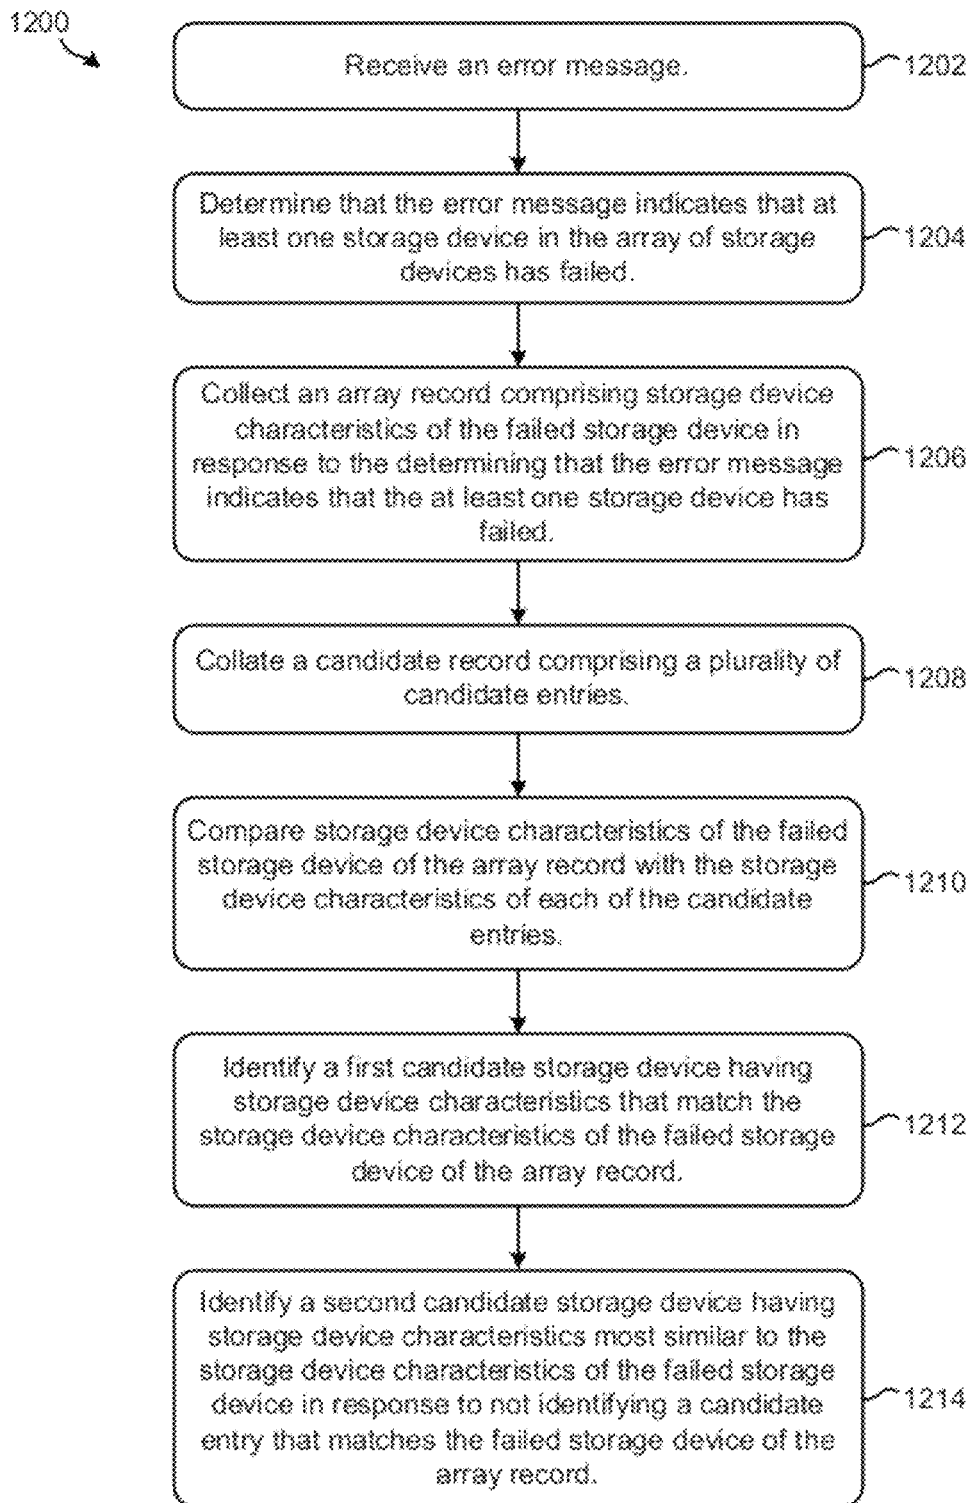 1200
Receive an error message.
1202
Determine that the error message indicates that at
least one storage device in the array of storage
devices has failed.
1204
Collect an array record comprising storage device
characteristics of the failed storage device in
response to the determining that the error message
indicates that the at least one storage device has
failed.
1206
Collate a candidate record comprising a plurality of
candidate entries.
1208
Compare storage device characteristics of the failed
storage device of the array record with the storage
device characteristics of each of the candidate
entries.
1210
Identify a first candidate storage device having
storage device characteristics that match the
storage device characteristics of the failed storage
device of the array record.
1212
Identify a second candidate storage device having
storage device characteristics most similar to the
storage device characteristics of the failed storage
device in response to not identifying a candidate
entry that matches the failed storage device of the
array record.
1214